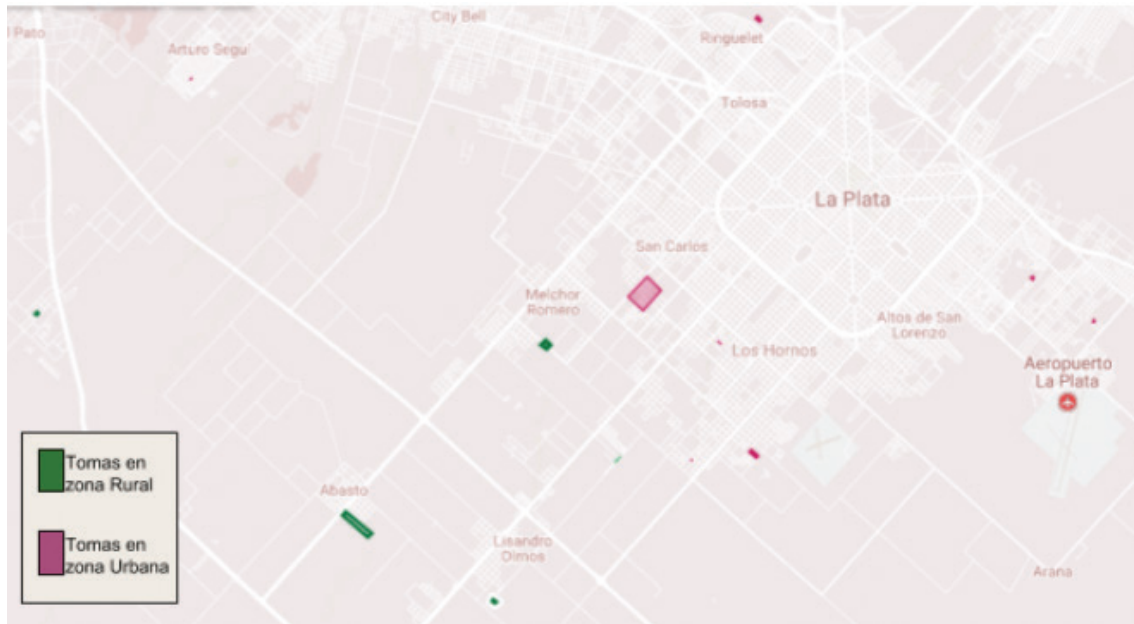 City Bell
l Pato
Ringuelet
Arturo Segui
Tolosa
La Plata
San Carlos
Melchor
Romero
Altos de San
Lorenzo
Los Hornos
Aeropuerto
La Plata
Tomas en
zona Rural
Abasto
Tomas en
zona Urbana
Lisandro
Olmos
Arana